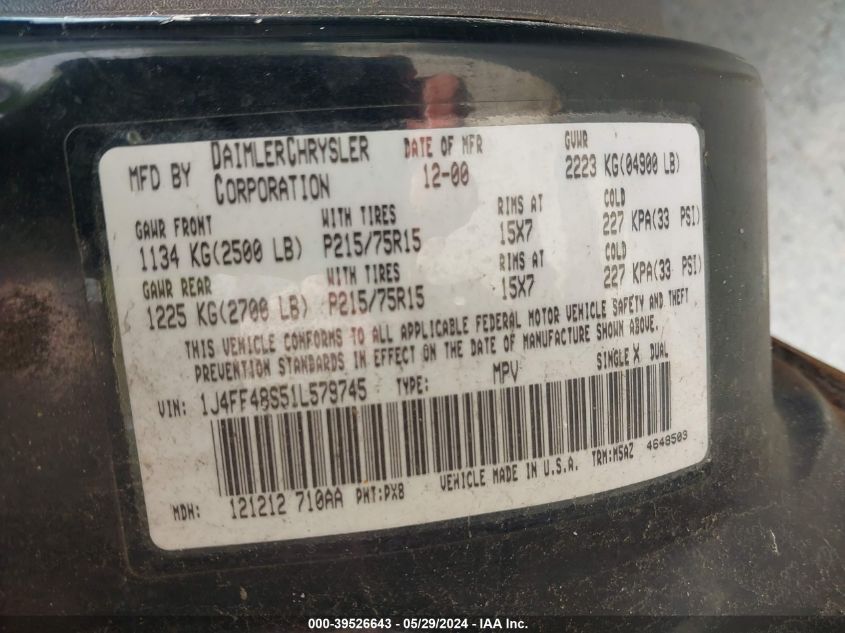 MFD BY DAIMLERCHRYSLER CORPORATION DATE OF MFR 12-00 GVWR 2223 KG(04900 LB)
GAWR FRONT WITH TIRES RIMS AT COLD
1134 KG(2500 LB) P215/75R15 15X7 227 KPA(33 PSI)
GAWR REAR WITH TIRES RIMS AT COLD
1225 KG(2700 LB) P215/75R15 15X7 227 KPA(33 PSI)
THIS VEHICLE CONFORMS TO ALL APPLICABLE FEDERAL MOTOR VEHICLE SAFETY AND THEFT
PREVENTION STANDARDS IN EFFECT ON THE DATE OF MANUFACTURE SHOWN ABOVE.
VIN: 1J4FF48S51L579745 TYPE: MPV SINGLE X DUAL
MDH: 121212 710AA PNT:PX8 VEHICLE MADE IN U.S.A. TRM:M5AZ 4648503
000-39526643 / 05/29/2024 - IAA Inc.